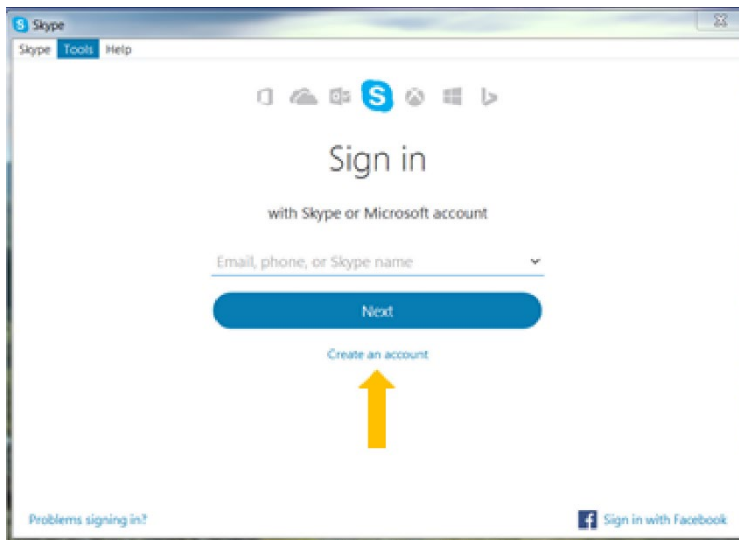 Skype
Skype Tools Help
Sign in
with Skype or Microsoft account
Email, phone, or Skype name
Next
Create an account
Problems signing in?
Sign in with Facebook